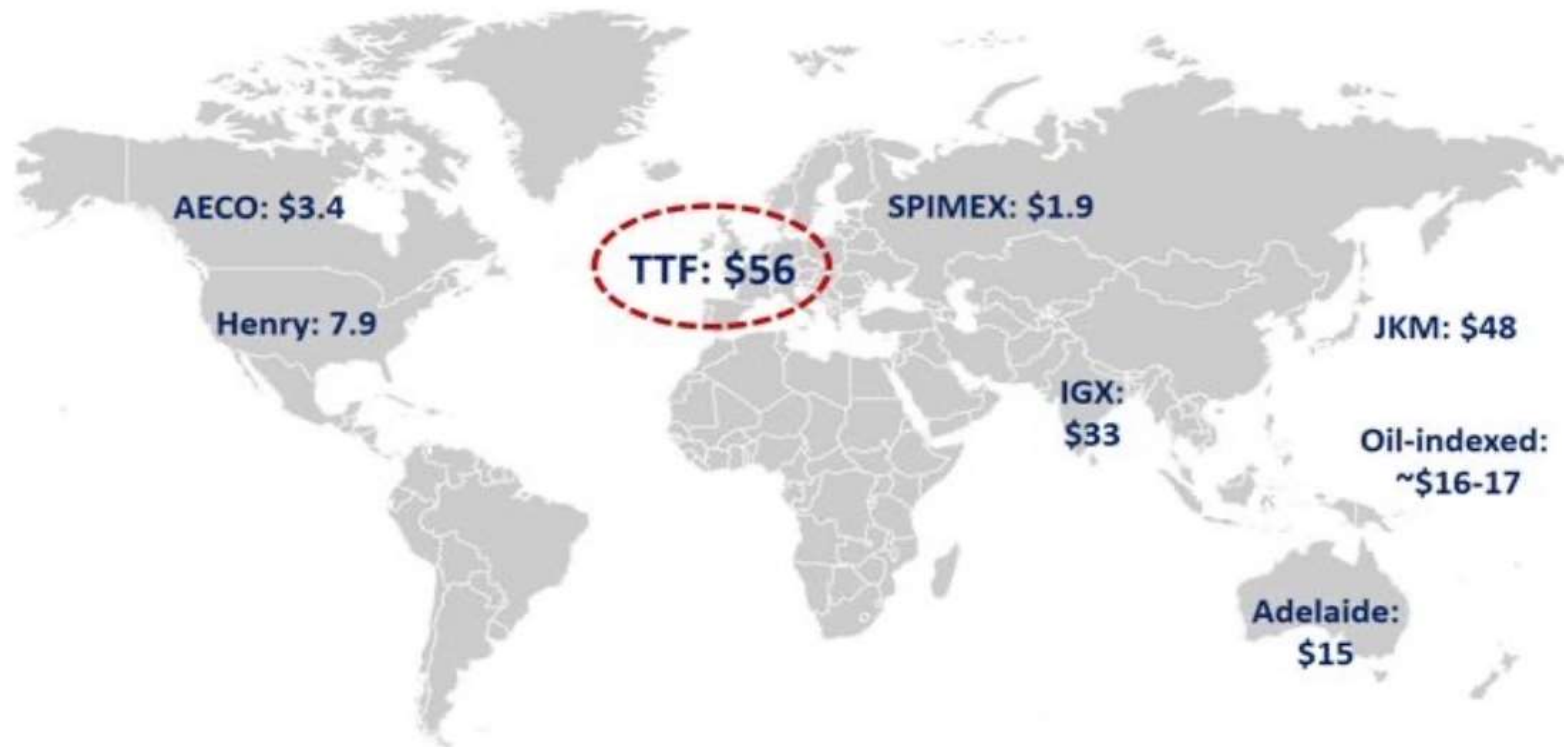 AECO: $3.4
SPIMEX: $1.9
TTF: $56
Henry: 7.9
JKM: $48
IGX:
$33
Oil-indexed:
~$16-17
Adelaide:
$15